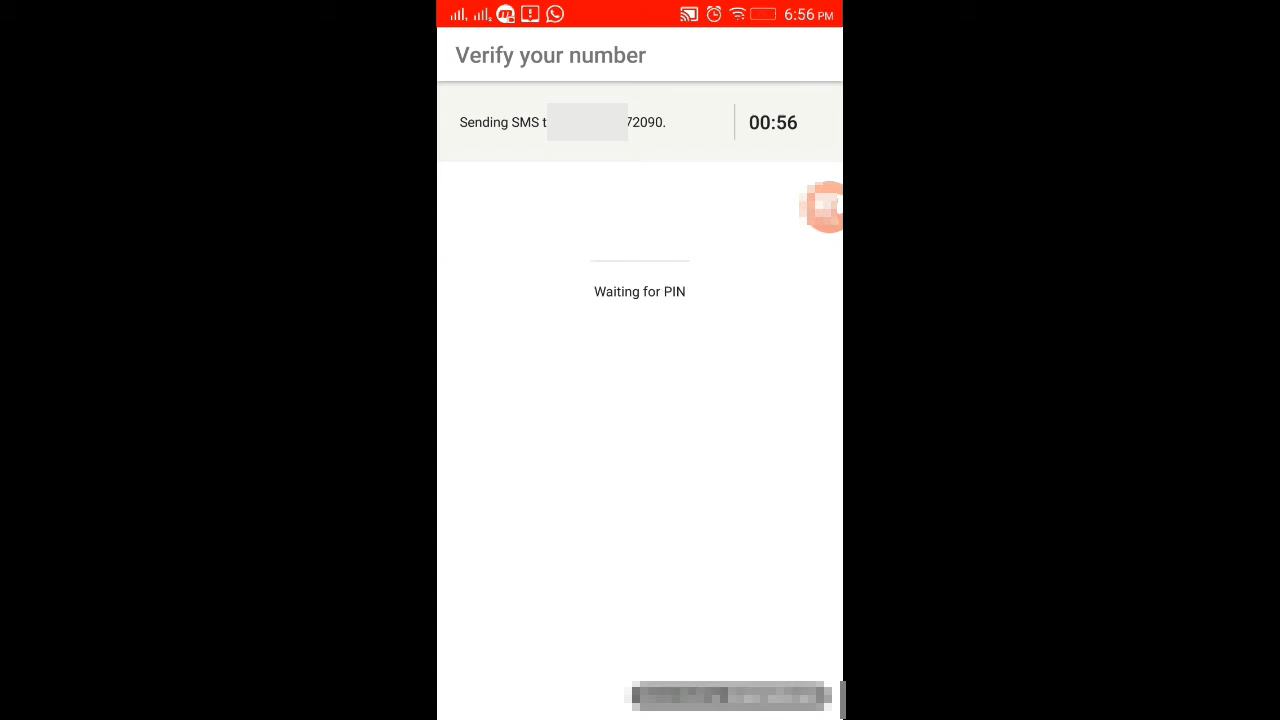 6:56 PM
Verify your number
Sending SMS t 72090.
00:56
Waiting for PIN